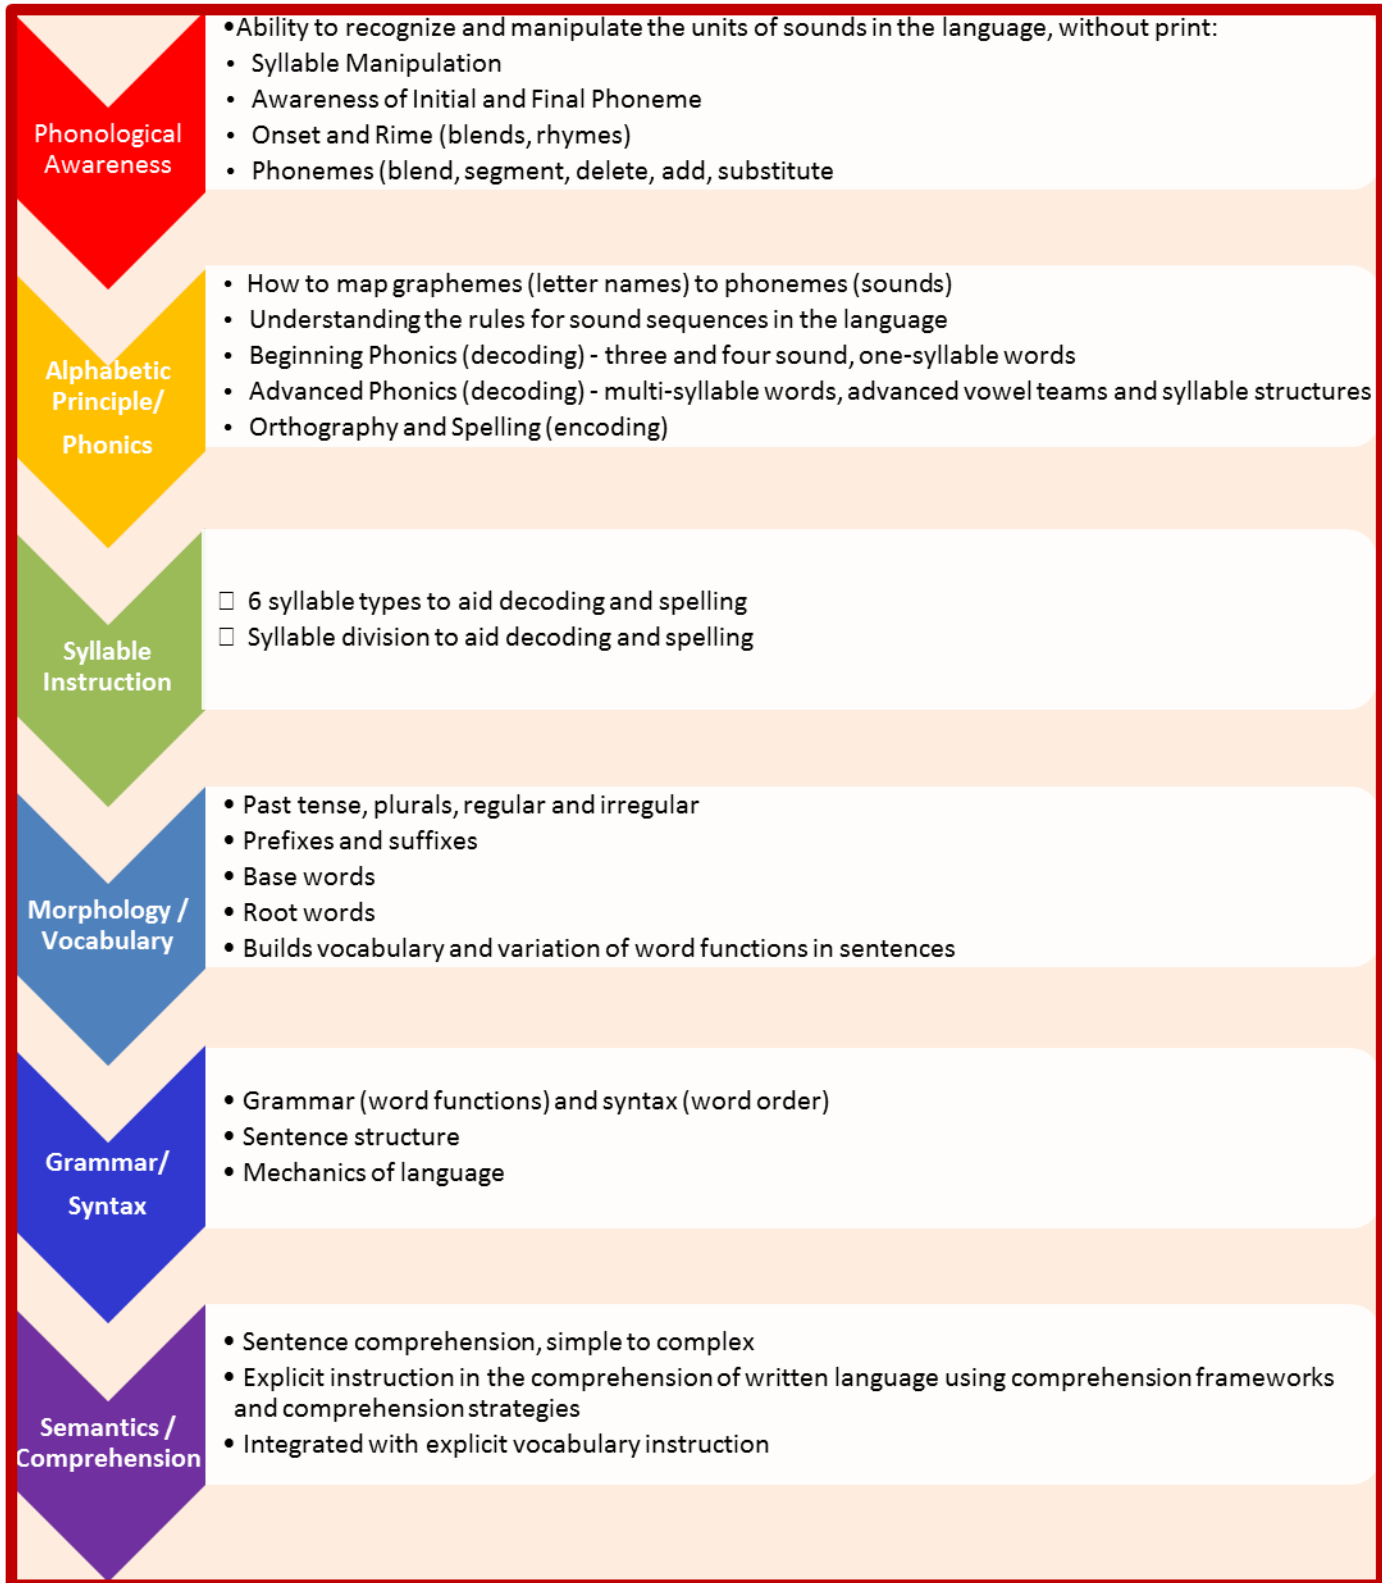 •Ability to recognize and manipulate the units of sounds in the language, without print:
• Syllable Manipulation
• Awareness of Initial and Final Phoneme
• Onset and Rime (blends, rhymes)
• Phonemes (blend, segment, delete, add, substitute
Phonological
Awareness
• How to map graphemes (letter names) to phonemes (sounds)
• Understanding the rules for sound sequences in the language
• Beginning Phonics (decoding) - three and four sound, one-syllable words
• Advanced Phonics (decoding) - multi-syllable words, advanced vowel teams and syllable structures
• Orthography and Spelling (encoding)
Alphabetic
Principle/
Phonics
□ 6 syllable types to aid decoding and spelling
□ Syllable division to aid decoding and spelling
Syllable
Instruction
• Past tense, plurals, regular and irregular
• Prefixes and suffixes
• Base words
• Root words
• Builds vocabulary and variation of word functions in sentences
Morphology /
Vocabulary
• Grammar (word functions) and syntax (word order)
• Sentence structure
• Mechanics of language
Grammar/
Syntax
• Sentence comprehension, simple to complex
• Explicit instruction in the comprehension of written language using comprehension frameworks
and comprehension strategies
• Integrated with explicit vocabulary instruction
Semantics /
Comprehension